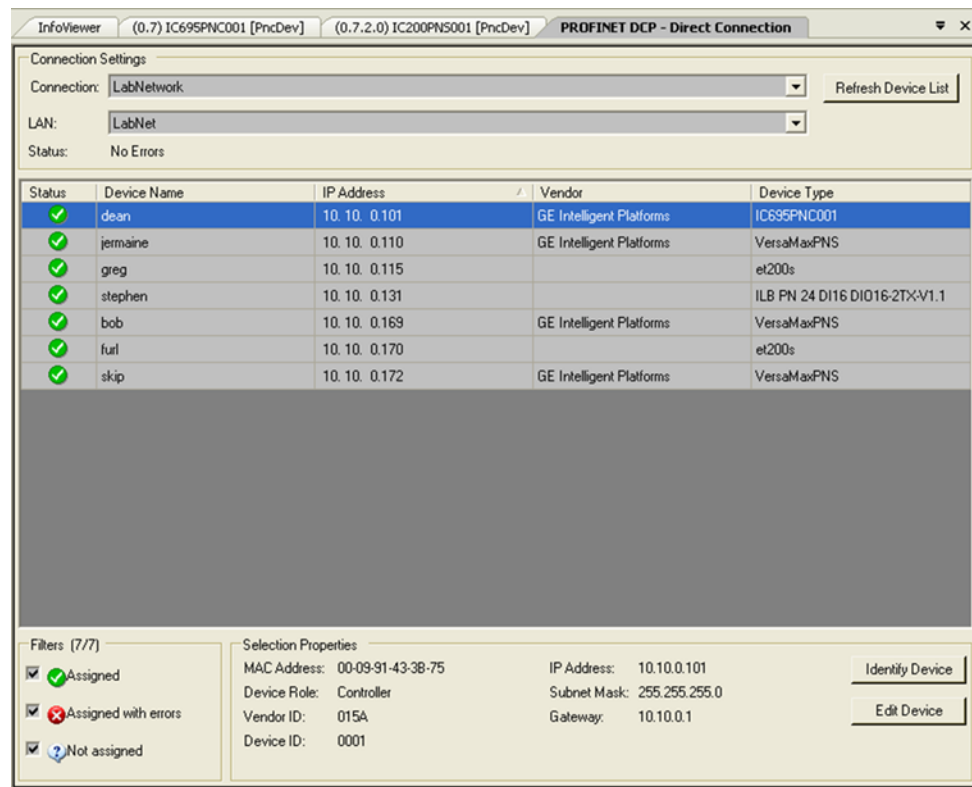 InfoViewer (0.7) IC695PNC001 [PncDev] (0.7.2.0) IC200PNS001 [PncDev] PROFINET DCP - Direct Connection
Connection Settings
Connection: LabNetwork Refresh Device List
LAN: LabNet
Status: No Errors
Status Device Name IP Address Vendor Device Type
dean 10. 10. 0.101 GE Intelligent Platforms IC695PNC001
jermaine 10. 10. 0.110 GE Intelligent Platforms VersaMaxPNS
greg 10. 10. 0.115 et200s
stephen 10. 10. 0.131 ILB PN 24 DI16 DIO16-2TX-V1.1
bob 10. 10. 0.169 GE Intelligent Platforms VersaMaxPNS
furl 10. 10. 0.170 et200s
skip 10. 10. 0.172 GE Intelligent Platforms VersaMaxPNS
Filters (7/7)
Assigned
Assigned with errors
Not assigned
Selection Properties
MAC Address: 00-09-91-43-3B-75 IP Address: 10.10.0.101 Identify Device
Device Role: Controller Subnet Mask: 255.255.255.0
Vendor ID: 015A Gateway: 10.10.0.1 Edit Device
Device ID: 0001